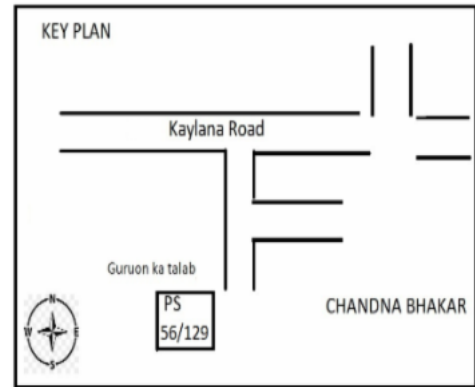 KEY PLAN
Kaylana Road
Guruon ka talab
PS
56/129
CHANDNA BHAKAR
N
W
E
S